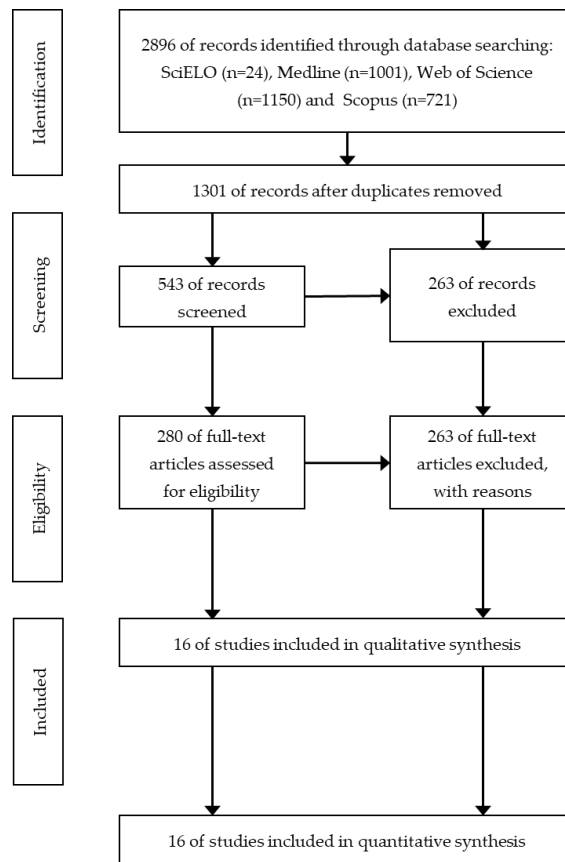 Identification
2896 of records identified through database searching:
SciELO (n=24), Medline (n=1001), Web of Science
(n=1150) and Scopus (n=721)
1301 of records after duplicates removed
Screening
543 of records
screened
263 of records
excluded
Eligibility
280 of full-text
articles assessed
for eligibility
263 of full-text
articles excluded,
with reasons
Included
16 of studies included in qualitative synthesis
16 of studies included in quantitative synthesis